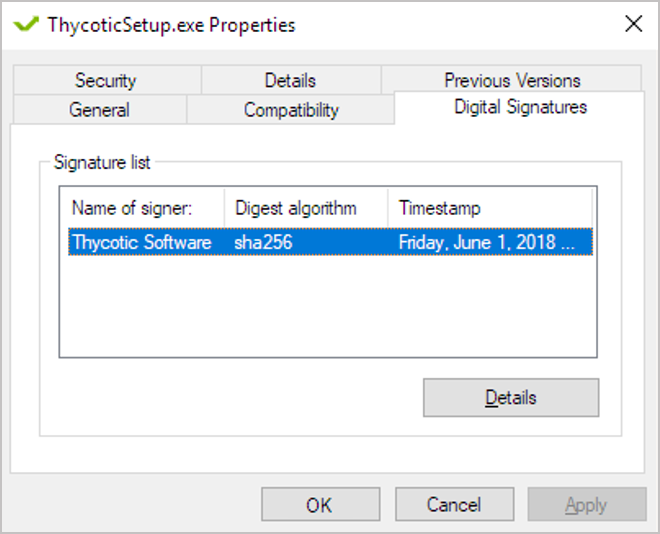 ThycoticSetup.exe Properties
Security Details Previous Versions
General Compatibility Digital Signatures
Signature list
Name of signer: Digest algorithm Timestamp
Thycotic Software sha256 Friday, June 1, 2018 ...
Details
OK Cancel Apply